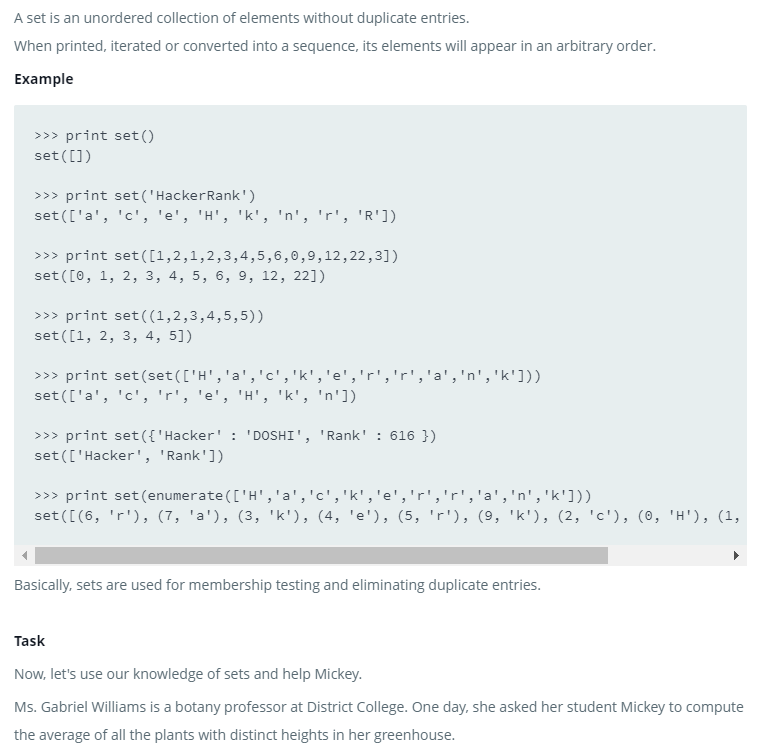 A set is an unordered collection of elements without duplicate entries.
When printed, iterated or converted into a sequence, its elements will appear in an arbitrary order.
Example
>>> print set()
set([])
>>> print set('HackerRank')
set(['a', 'c', 'e', 'H', 'k', 'n', 'r', 'R'])
>>> print set([1,2,1,2,3,4,5,6,0,9,12,22,3])
set([0, 1, 2, 3, 4, 5, 6, 9, 12, 22])
>>> print set((1,2,3,4,5,5))
set([1, 2, 3, 4, 5])
>>> print set(set(['H','a','c','k','e','r','r','a','n','k']))
set(['a', 'c', 'r', 'e', 'H', 'k', 'n'])
>>> print set({'Hacker' : 'DOSHI', 'Rank' : 616 })
set(['Hacker', 'Rank'])
>>> print set(enumerate(['H','a','c','k','e','r','r','a','n','k']))
set([(6, 'r'), (7, 'a'), (3, 'k'), (4, 'e'), (5, 'r'), (9, 'k'), (2, 'c'), (0, 'H'), (1,
Basically, sets are used for membership testing and eliminating duplicate entries.
Task
Now, let's use our knowledge of sets and help Mickey.
Ms. Gabriel Williams is a botany professor at District College. One day, she asked her student Mickey to compute
the average of all the plants with distinct heights in her greenhouse.